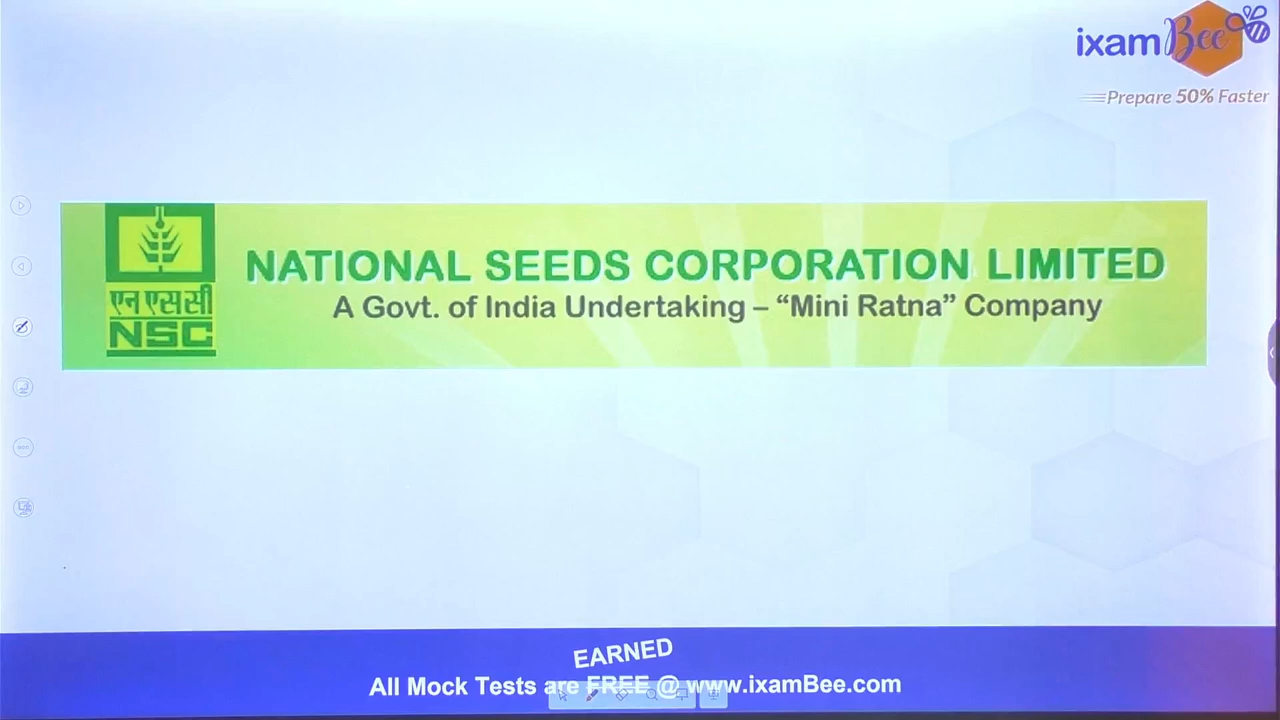 ixamBee
Prepare 50% Faster
एन एस सी
NSC
NATIONAL SEEDS CORPORATION LIMITED
A Govt. of India Undertaking – “Mini Ratna” Company
EARNED
All Mock Tests are FREE @ www.ixamBee.com